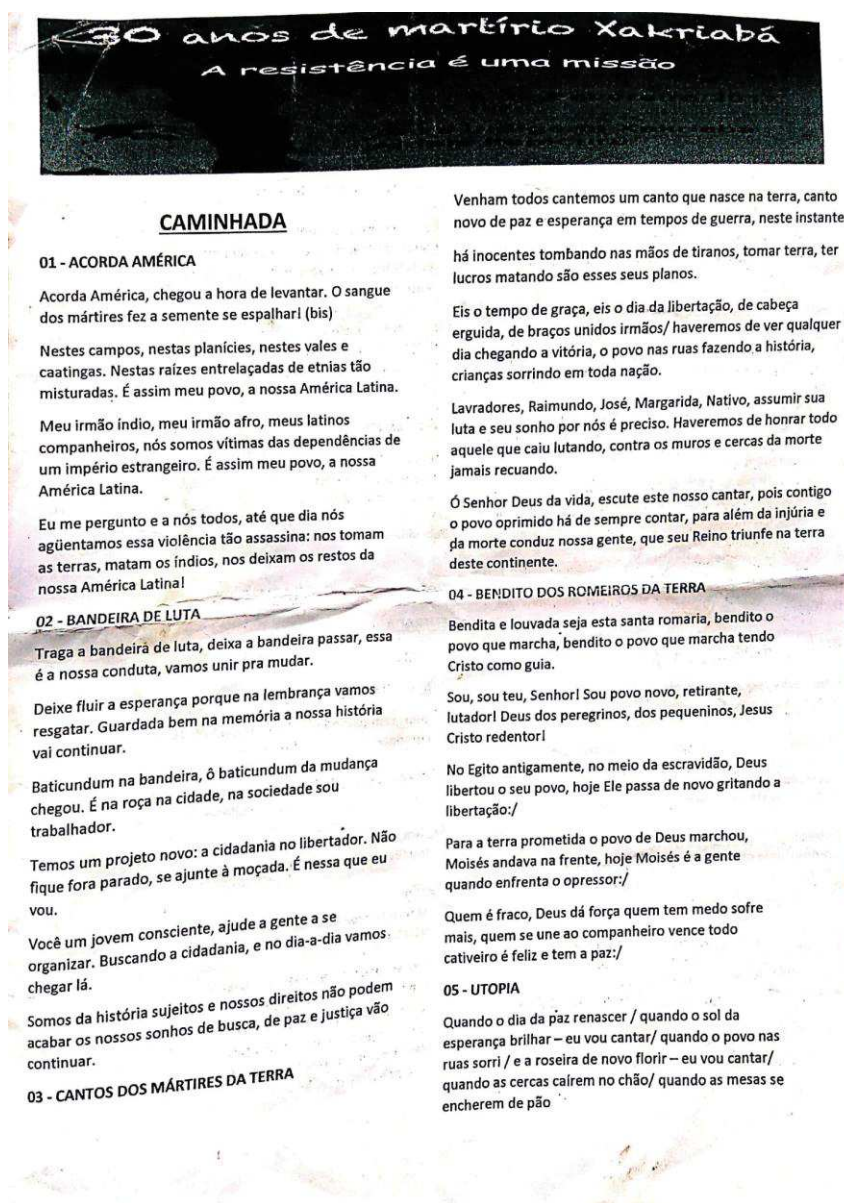 30 anos de martírio Xakriabá
A resistência é uma missão
CAMINHADA
01 - ACORDA AMÉRICA
Acorda América, chegou a hora de levantar. O sangue
dos mártires fez a semente se espalhar! (bis)
Nestes campos, nestas planícies, nestes vales e
caatingas. Nestas raízes entrelaçadas de etnias tão
misturadas. É assim meu povo, a nossa América Latina.
Meu irmão índio, meu irmão afro, meus latinos
companheiros, nós somos vítimas das dependências de
um império estrangeiro. É assim meu povo, a nossa
América Latina.
Eu me pergunto e a nós todos, até que dia nós
agüentamos essa violência tão assassina: nos tomam
as terras, matam os índios, nos deixam os restos da
nossa América Latina!
02 - BANDEIRA DE LUTA
Traga a bandeira de luta, deixa a bandeira passar, essa
é a nossa conduta, vamos unir pra mudar.
Deixe fluir a esperança porque na lembrança vamos
resgatar. Guardada bem na memória a nossa história
vai continuar.
Baticundum na bandeira, ô baticundum da mudança
chegou. É na roça na cidade, na sociedade sou
trabalhador.
Temos um projeto novo: a cidadania no libertador. Não
fique fora parado, se ajunte à moçada. É nessa que eu
vou.
Você um jovem consciente, ajude a gente a se
organizar. Buscando a cidadania, e no dia-a-dia vamos
chegar lá.
Somos da história sujeitos e nossos direitos não podem
acabar os nossos sonhos de busca, de paz e justiça vão
continuar.
03 - CANTOS DOS MÁRTIRES DA TERRA
Venham todos cantemos um canto que nasce na terra, canto
novo de paz e esperança em tempos de guerra, neste instante
há inocentes tombando nas mãos de tiranos, tomar terra, ter
lucros matando são esses seus planos.
Eis o tempo de graça, eis o dia da libertação, de cabeça
erguida, de braços unidos irmãos/ haveremos de ver qualquer
dia chegando a vitória, o povo nas ruas fazendo a história,
crianças sorrindo em toda nação.
Lavradores, Raimundo, José, Margarida, Nativo, assumir sua
luta e seu sonho por nós é preciso. Haveremos de honrar todo
aquele que caiu lutando, contra os muros e cercas da morte
jamais recuando.
Ó Senhor Deus da vida, escute este nosso cantar, pois contigo
o povo oprimido há de sempre contar, para além da injúria e
da morte conduz nossa gente, que seu Reino triunfe na terra
deste continente.
04 - BENDITO DOS ROMEIROS DA TERRA
Bendita e louvada seja esta santa romaria, bendito o
povo que marcha, bendito o povo que marcha tendo
Cristo como guia.
Sou, sou teu, Senhor! Sou povo novo, retirante,
lutador! Deus dos peregrinos, dos pequeninos, Jesus
Cristo redentor!
No Egito antigamente, no meio da escravidão, Deus
libertou o seu povo, hoje Ele passa de novo gritando a
libertação:/
Para a terra prometida o povo de Deus marchou,
Moisés andava na frente, hoje Moisés é a gente
quando enfrenta o opressor:/
Quem é fraco, Deus dá força quem tem medo sofre
mais, quem se une ao companheiro vence todo
cativeiro é feliz e tem a paz:/
05 - UTOPIA
Quando o dia da paz renascer / quando o sol da
esperança brilhar – eu vou cantar/ quando o povo nas
ruas sorri / e a roseira de novo florir – eu vou cantar/
quando as cercas caírem no chão/ quando as mesas se
encherem de pão